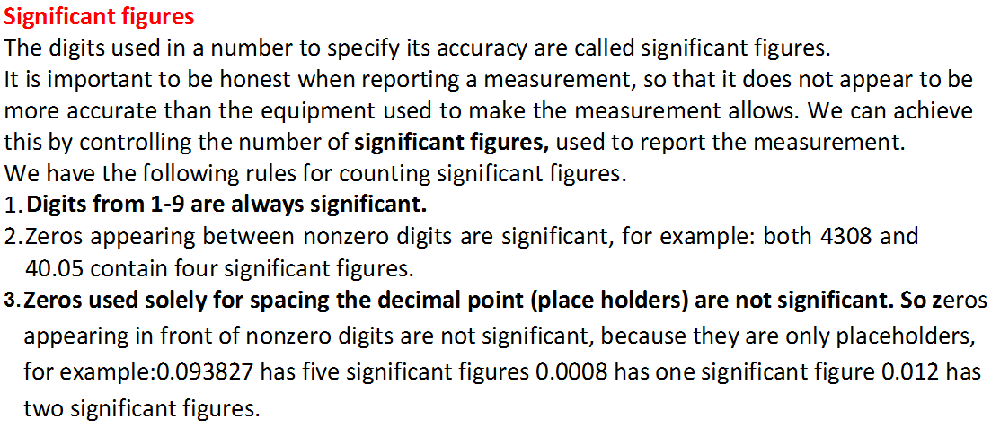 Significant figures
The digits used in a number to specify its accuracy are called significant figures.
It is important to be honest when reporting a measurement, so that it does not appear to be
more accurate than the equipment used to make the measurement allows. We can achieve
this by controlling the number of significant figures, used to report the measurement.
We have the following rules for counting significant figures.
1. Digits from 1-9 are always significant.
2. Zeros appearing between nonzero digits are significant, for example: both 4308 and
40.05 contain four significant figures.
3. Zeros used solely for spacing the decimal point (place holders) are not significant. So zeros
appearing in front of nonzero digits are not significant, because they are only placeholders,
for example:0.093827 has five significant figures 0.0008 has one significant figure 0.012 has
two significant figures.